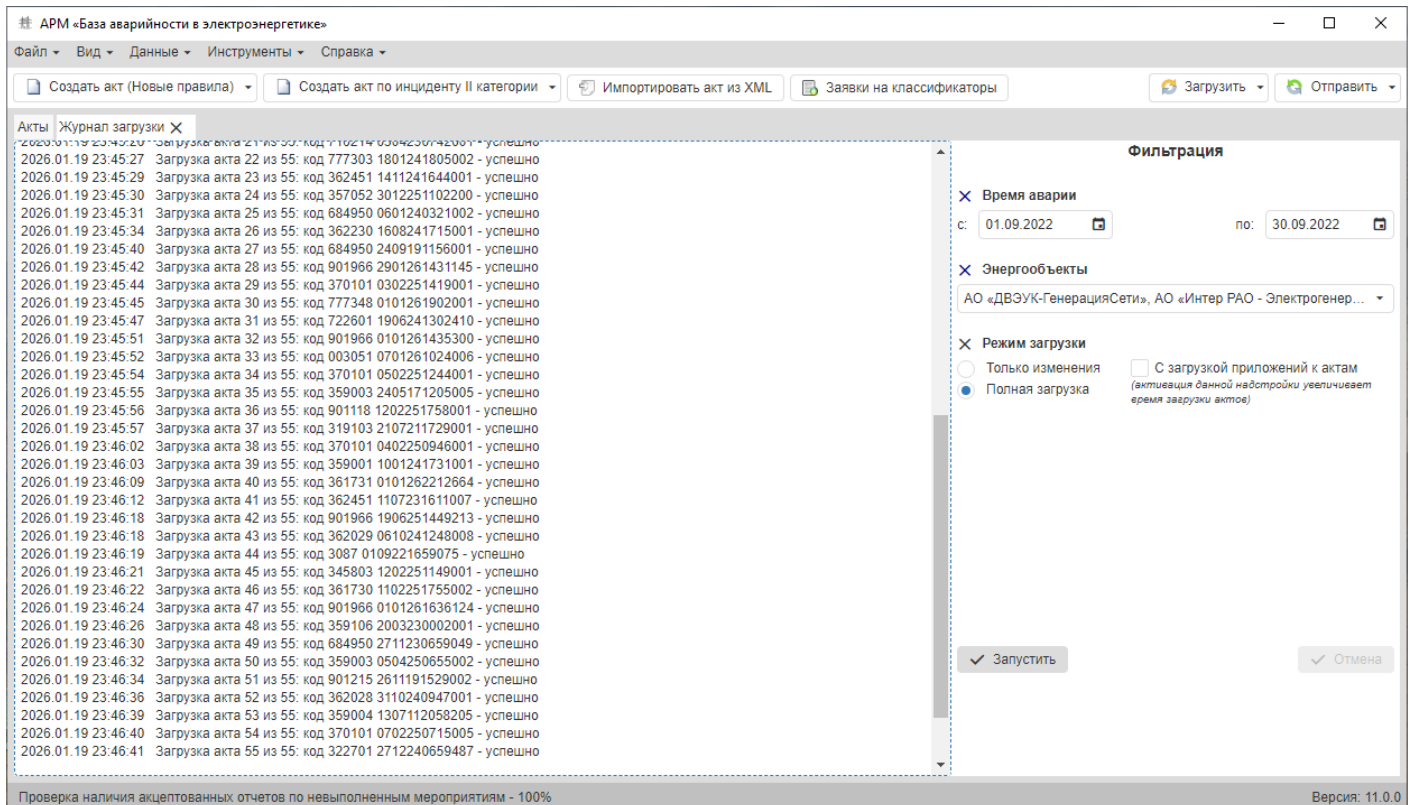 АРМ «База аварийности в электроэнергетике»
Файл Вид Данные Инструменты Справка
Создать акт (Новые правила) Создать акт по инциденту II категории Импортировать акт из XML Заявки на классификаторы Загрузить Отправить
Акты Журнал загрузки
2026.01.19 23:45:27 Загрузка акта 22 из 55: код 777303 1801241805002 - успешно
2026.01.19 23:45:29 Загрузка акта 23 из 55: код 362451 1411241644001 - успешно
2026.01.19 23:45:30 Загрузка акта 24 из 55: код 357052 3012251102200 - успешно
2026.01.19 23:45:31 Загрузка акта 25 из 55: код 684950 0601240321002 - успешно
2026.01.19 23:45:34 Загрузка акта 26 из 55: код 362230 1608241715001 - успешно
2026.01.19 23:45:40 Загрузка акта 27 из 55: код 684950 2409191156001 - успешно
2026.01.19 23:45:42 Загрузка акта 28 из 55: код 901966 2901261431145 - успешно
2026.01.19 23:45:44 Загрузка акта 29 из 55: код 370101 0302251419001 - успешно
2026.01.19 23:45:45 Загрузка акта 30 из 55: код 777348 0101261902001 - успешно
2026.01.19 23:45:47 Загрузка акта 31 из 55: код 722601 1906241302410 - успешно
2026.01.19 23:45:51 Загрузка акта 32 из 55: код 901966 0101261435300 - успешно
2026.01.19 23:45:52 Загрузка акта 33 из 55: код 003051 0701261024006 - успешно
2026.01.19 23:45:54 Загрузка акта 34 из 55: код 370101 0502251244001 - успешно
2026.01.19 23:45:55 Загрузка акта 35 из 55: код 359003 2405171205005 - успешно
2026.01.19 23:45:56 Загрузка акта 36 из 55: код 901118 1202251758001 - успешно
2026.01.19 23:45:57 Загрузка акта 37 из 55: код 319103 2107211729001 - успешно
2026.01.19 23:46:02 Загрузка акта 38 из 55: код 370101 0402250946001 - успешно
2026.01.19 23:46:03 Загрузка акта 39 из 55: код 359001 1001241731001 - успешно
2026.01.19 23:46:09 Загрузка акта 40 из 55: код 361731 0101262212664 - успешно
2026.01.19 23:46:12 Загрузка акта 41 из 55: код 362451 1107231611007 - успешно
2026.01.19 23:46:18 Загрузка акта 42 из 55: код 901966 1906251449213 - успешно
2026.01.19 23:46:18 Загрузка акта 43 из 55: код 362029 0610241248008 - успешно
2026.01.19 23:46:19 Загрузка акта 44 из 55: код 3087 0109221659075 - успешно
2026.01.19 23:46:21 Загрузка акта 45 из 55: код 345803 1202251149001 - успешно
2026.01.19 23:46:22 Загрузка акта 46 из 55: код 361730 1102251755002 - успешно
2026.01.19 23:46:24 Загрузка акта 47 из 55: код 901966 0101261636124 - успешно
2026.01.19 23:46:26 Загрузка акта 48 из 55: код 359106 2003230002001 - успешно
2026.01.19 23:46:30 Загрузка акта 49 из 55: код 684950 2711230659049 - успешно
2026.01.19 23:46:32 Загрузка акта 50 из 55: код 359003 0504250655002 - успешно
2026.01.19 23:46:34 Загрузка акта 51 из 55: код 901215 2611191529002 - успешно
2026.01.19 23:46:36 Загрузка акта 52 из 55: код 362028 3110240947001 - успешно
2026.01.19 23:46:39 Загрузка акта 53 из 55: код 359004 1307112058205 - успешно
2026.01.19 23:46:40 Загрузка акта 54 из 55: код 370101 0702250715005 - успешно
2026.01.19 23:46:41 Загрузка акта 55 из 55: код 322701 2712240659487 - успешно
Фильтрация
Время аварии
с: 01.09.2022 по: 30.09.2022
Энергообъекты
АО «ДВЭУК-ГенерацияСети», АО «Интер РАО - Электрогенер...
Режим загрузки
Только изменения С загрузкой приложений к актам
Полная загрузка (активация данной надстройки увеличивает
время загрузки актов)
Запустить Отмена
Проверка наличия акцептованных отчетов по невыполненным мероприятиям - 100% Версия: 11.0.0